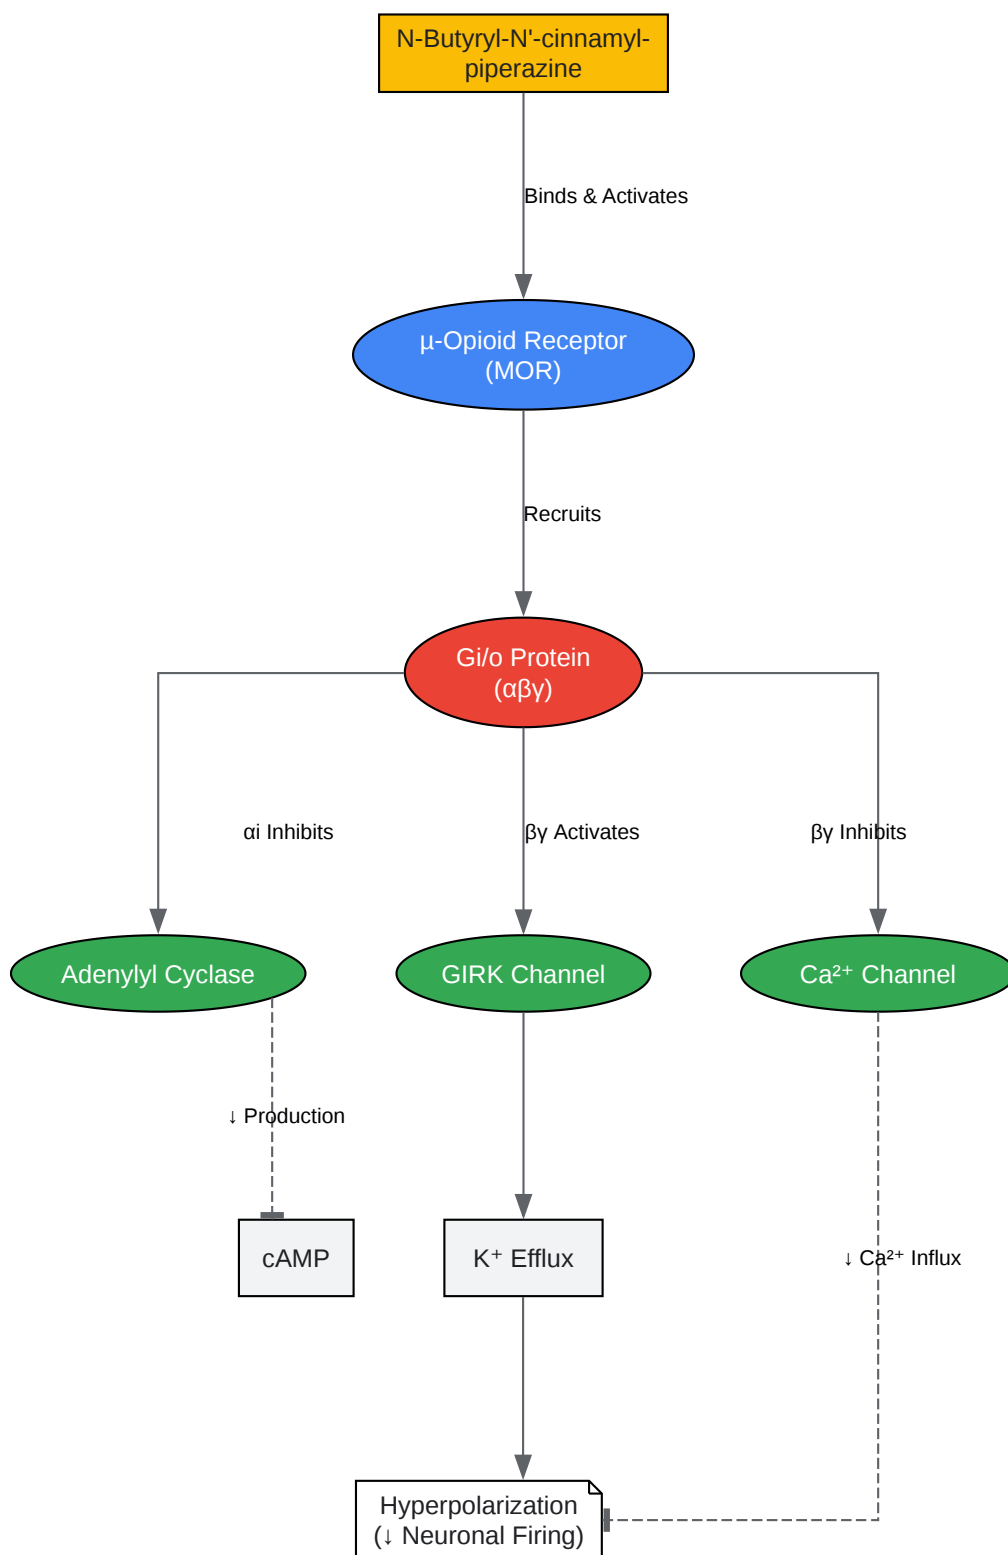 N-Butyryl-N'-cinnamyl-
piperazine
Binds & Activates
µ-Opioid Receptor
(MOR)
Recruits
Gi/o Protein
(αβγ)
αi Inhibits
βγ Activates
βγ Inhibits
Adenylyl Cyclase
GIRK Channel
Ca²⁺ Channel
↓ Production
cAMP
K⁺ Efflux
↓ Ca²⁺ Influx
Hyperpolarization
(↓ Neuronal Firing)